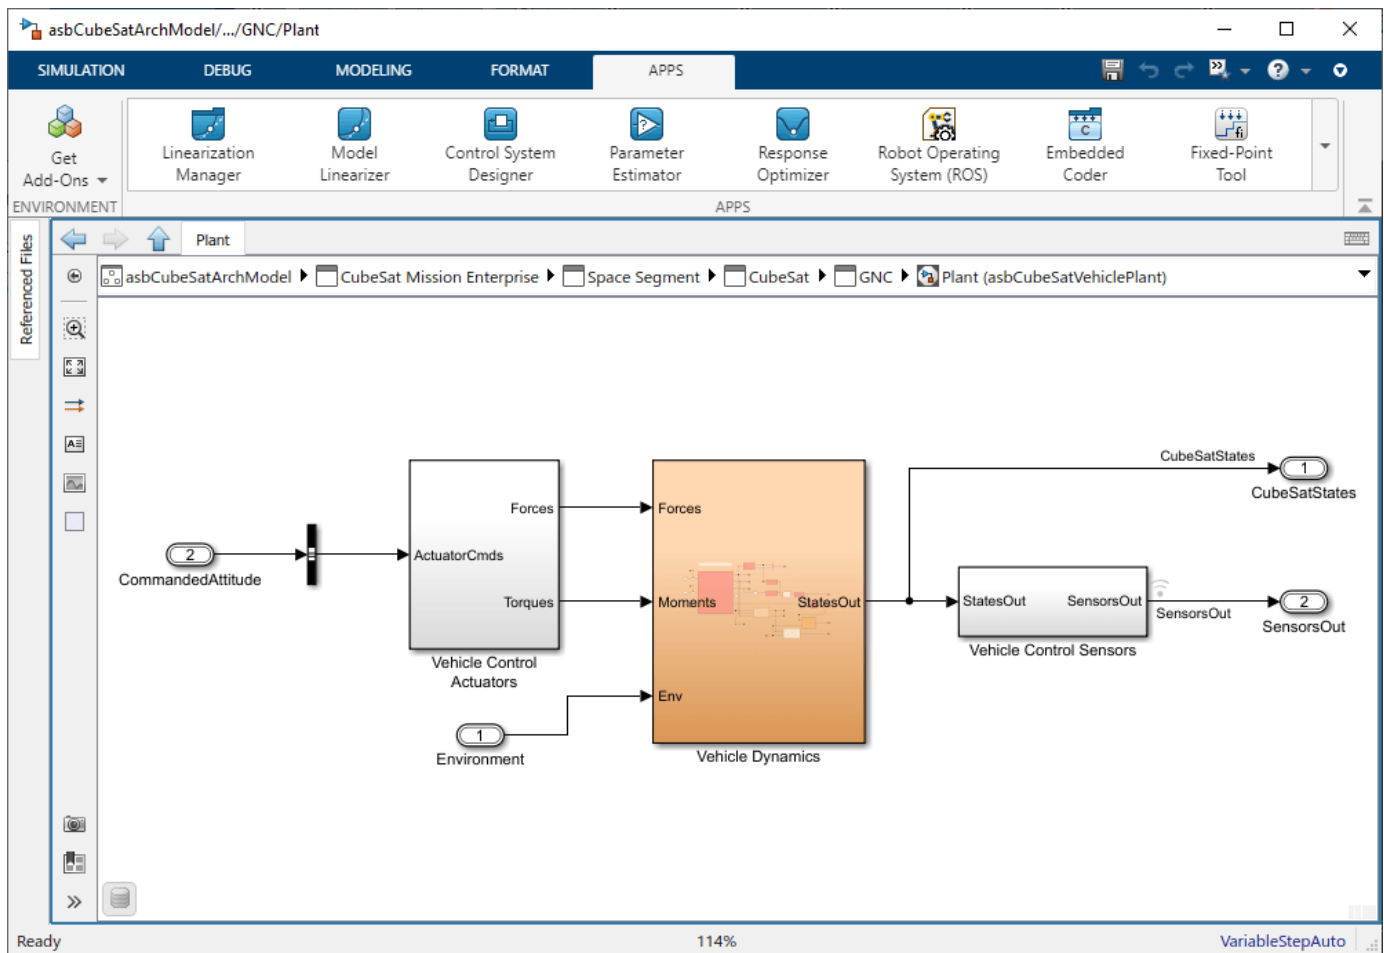 asbCubeSatArchModel/.../GNC/Plant
SIMULATION
DEBUG
MODELING
FORMAT
APPS
Get
Add-Ons
Linearization
Manager
Model
Linearizer
Control System
Designer
Parameter
Estimator
Response
Optimizer
Robot Operating
System (ROS)
Embedded
Coder
Fixed-Point
Tool
ENVIRONMENT
APPS
Referenced Files
Plant
asbCubeSatArchModel
CubeSat Mission Enterprise
Space Segment
CubeSat
GNC
Plant (asbCubeSatVehiclePlant)
CubeSatStates
1
CubeSatStates
Forces
Forces
2
CommandedAttitude
ActuatorCmds
Torques
Moments
StatesOut
StatesOut
SensorsOut
SensorsOut
2
SensorsOut
Vehicle Control
Actuators
Vehicle Control Sensors
Env
1
Environment
Vehicle Dynamics
Ready
114%
VariableStepAuto